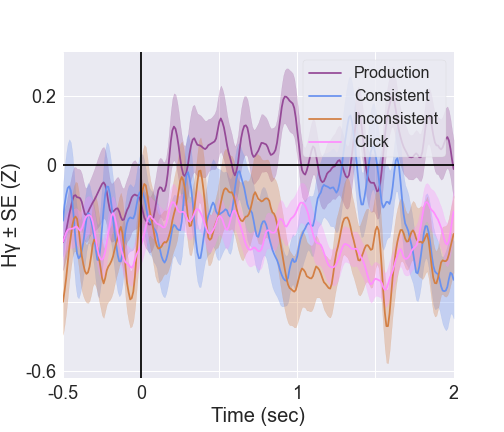 Production
Consistent
Inconsistent
Click
Hγ ± SE (Z)
0.2
0
-0.6
-0.5
0
1
2
Time (sec)